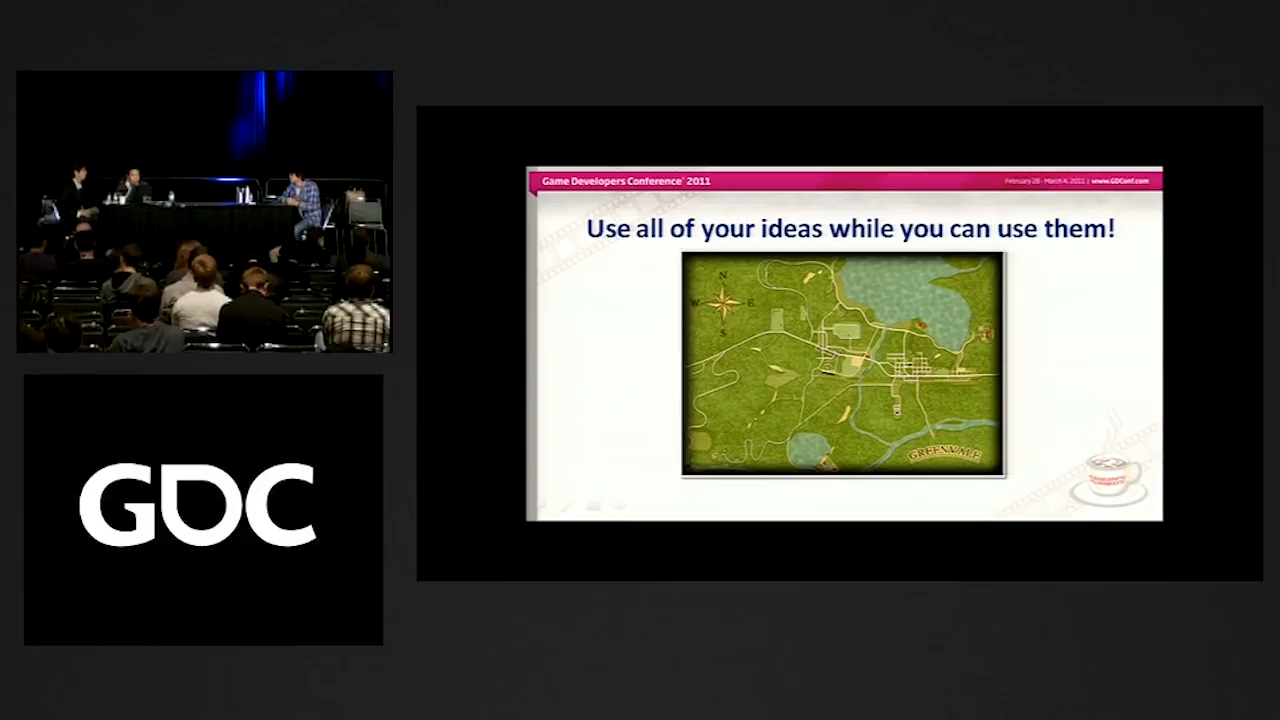 Game Developers Conference® 2011
February 28 - March 4, 2011 | www.GDConf.com
Use all of your ideas while you can use them!
N
W
E
S
GREENVALE
GDC